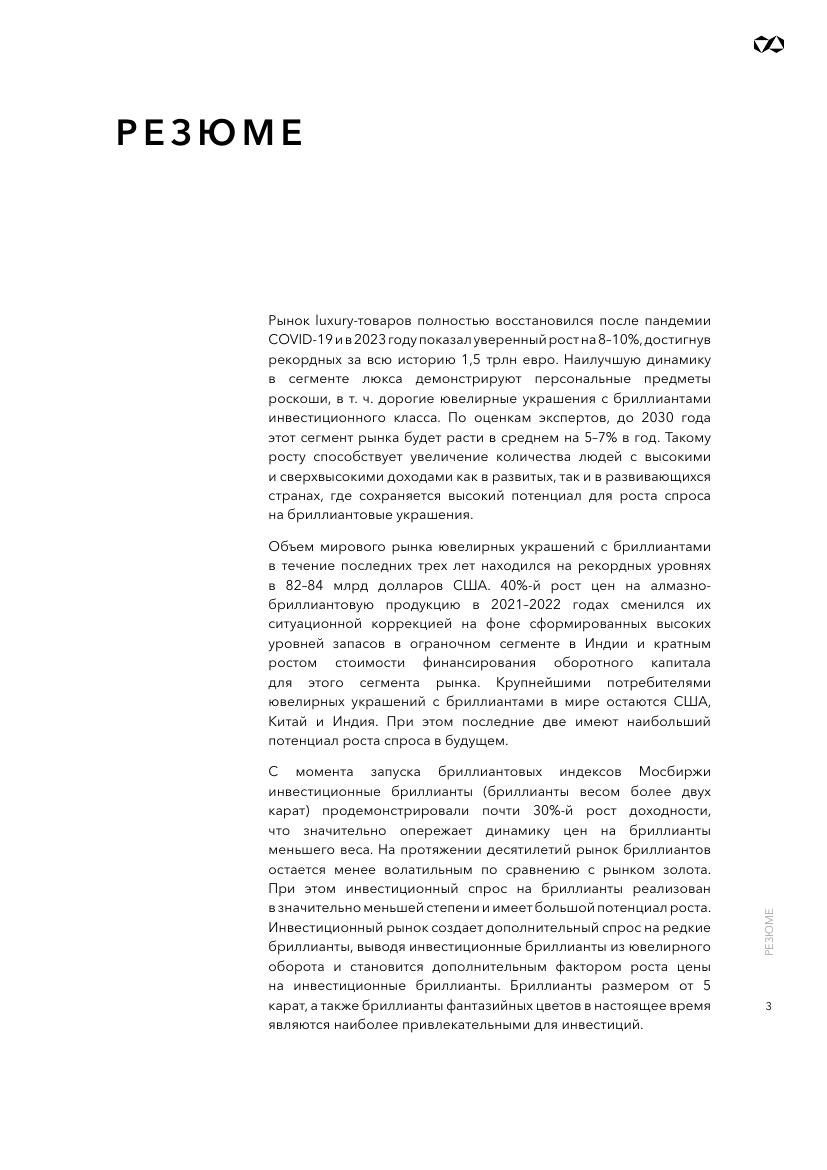 РЕЗЮМЕ
Рынок luxury-товаров полностью восстановился после пандемии
COVID-19 и в 2023 году показал уверенный рост на 8–10%, достигнув
рекордных за всю историю 1,5 трлн евро. Наилучшую динамику
в сегменте люкса демонстрируют персональные предметы
роскоши, в т. ч. дорогие ювелирные украшения с бриллиантами
инвестиционного класса. По оценкам экспертов, до 2030 года
этот сегмент рынка будет расти в среднем на 5–7% в год. Такому
росту способствует увеличение количества людей с высокими
и сверхвысокими доходами как в развитых, так и в развивающихся
странах, где сохраняется высокий потенциал для роста спроса
на бриллиантовые украшения.
Объем мирового рынка ювелирных украшений с бриллиантами
в течение последних трех лет находился на рекордных уровнях
в 82–84 млрд долларов США. 40%-й рост цен на алмазно-
бриллиантовую продукцию в 2021–2022 годах сменился их
ситуационной коррекцией на фоне сформированных высоких
уровней запасов в ограночном сегменте в Индии и кратным
ростом стоимости финансирования оборотного капитала
для этого сегмента рынка. Крупнейшими потребителями
ювелирных украшений с бриллиантами в мире остаются США,
Китай и Индия. При этом последние две имеют наибольший
потенциал роста спроса в будущем.
С момента запуска бриллиантовых индексов Мосбиржи
инвестиционные бриллианты (бриллианты весом более двух
карат) продемонстрировали почти 30%-й рост доходности,
что значительно опережает динамику цен на бриллианты
меньшего веса. На протяжении десятилетий рынок бриллиантов
остается менее волатильным по сравнению с рынком золота.
При этом инвестиционный спрос на бриллианты реализован
в значительно меньшей степени и имеет большой потенциал роста.
Инвестиционный рынок создает дополнительный спрос на редкие
бриллианты, выводя инвестиционные бриллианты из ювелирного
оборота и становится дополнительным фактором роста цены
на инвестиционные бриллианты. Бриллианты размером от 5
карат, а также бриллианты фантазийных цветов в настоящее время
являются наиболее привлекательными для инвестиций.
РЕЗЮМЕ
3